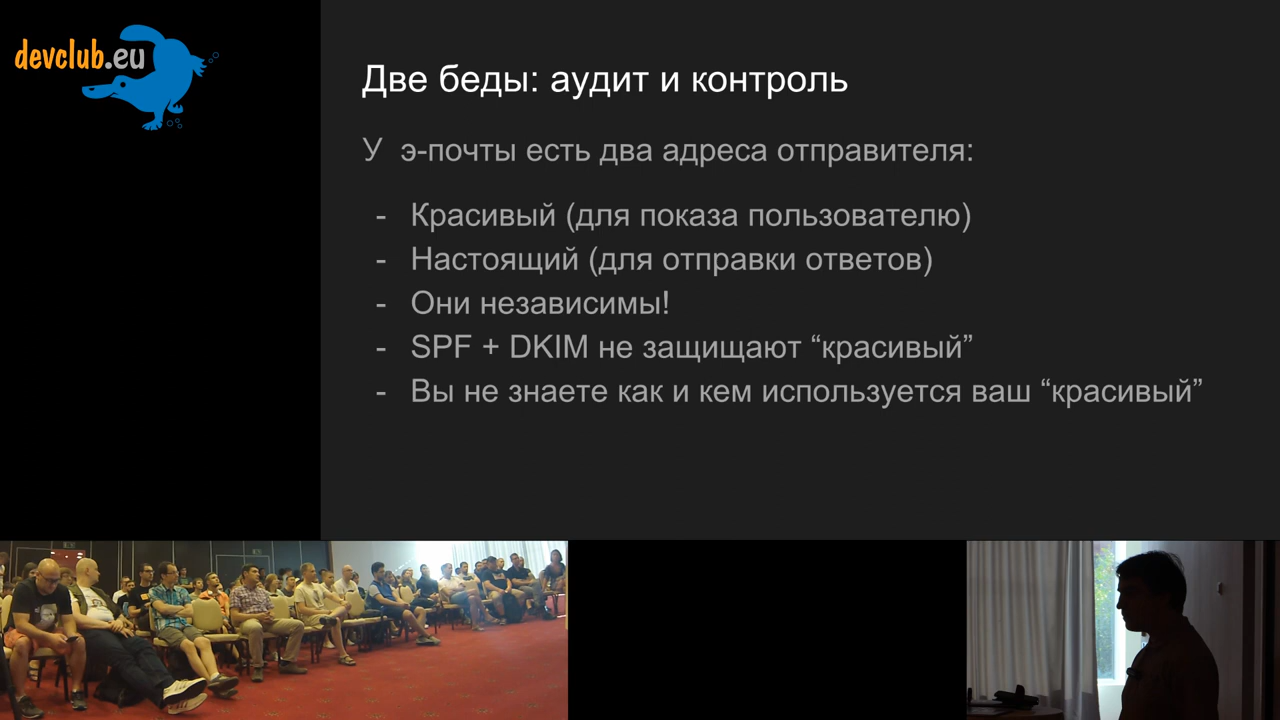 devclub.eu
Две беды: аудит и контроль
У э-почты есть два адреса отправителя:
- Красивый (для показа пользователю)
- Настоящий (для отправки ответов)
- Они независимы!
- SPF + DKIM не защищают “красивый”
- Вы не знаете как и кем используется ваш “красивый”